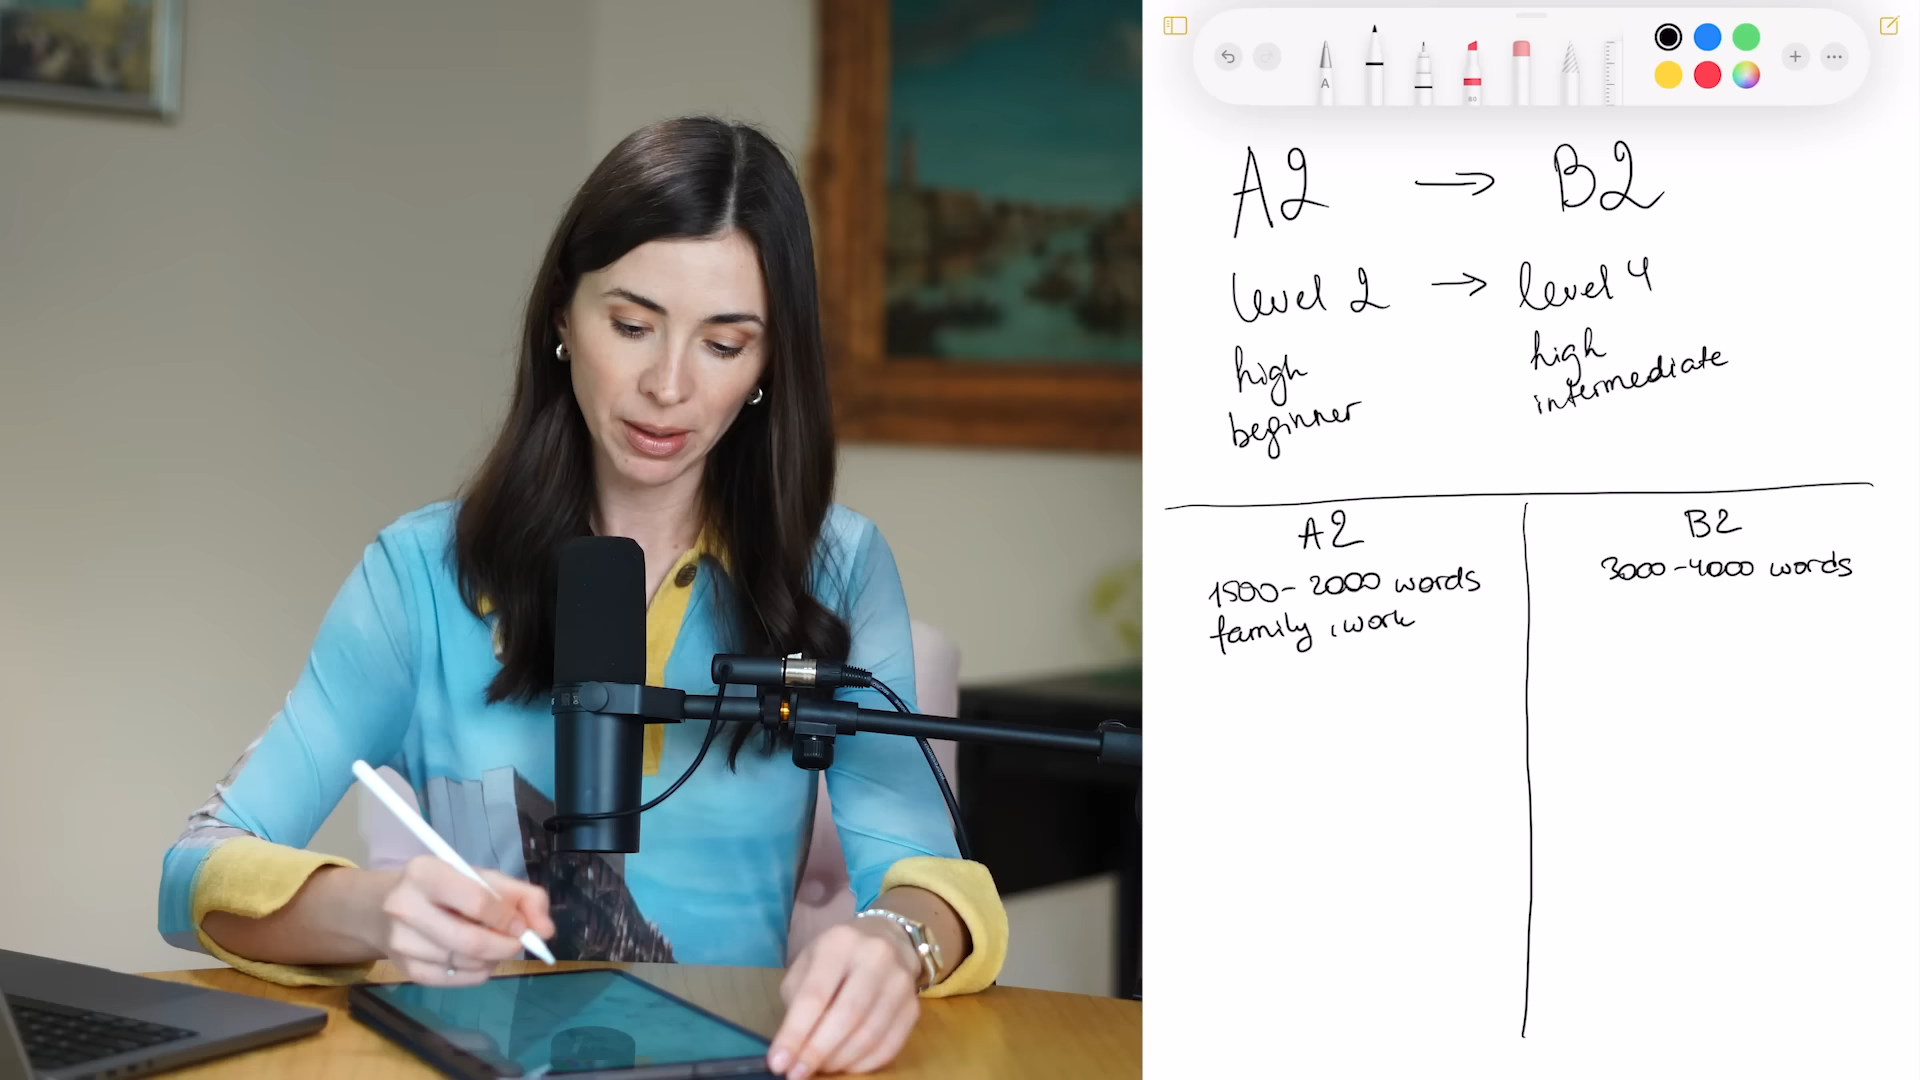 A2 → B2
level 2 → level 4
high
beginner
high
intermediate
A2
1500-2000 words
family, work
B2
3000-4000 words
A
80